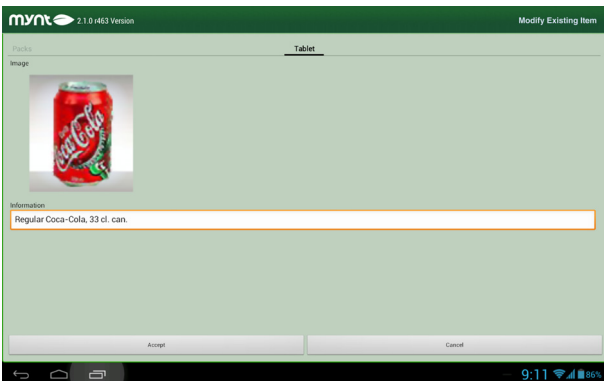 mynt 2.1.0 r463 Version
Modify Existing Item
Packs
Tablet
Image
Coca-Cola
Information
Regular Coca-Cola, 33 cl. can.
Accept
Cancel
9:11
86%